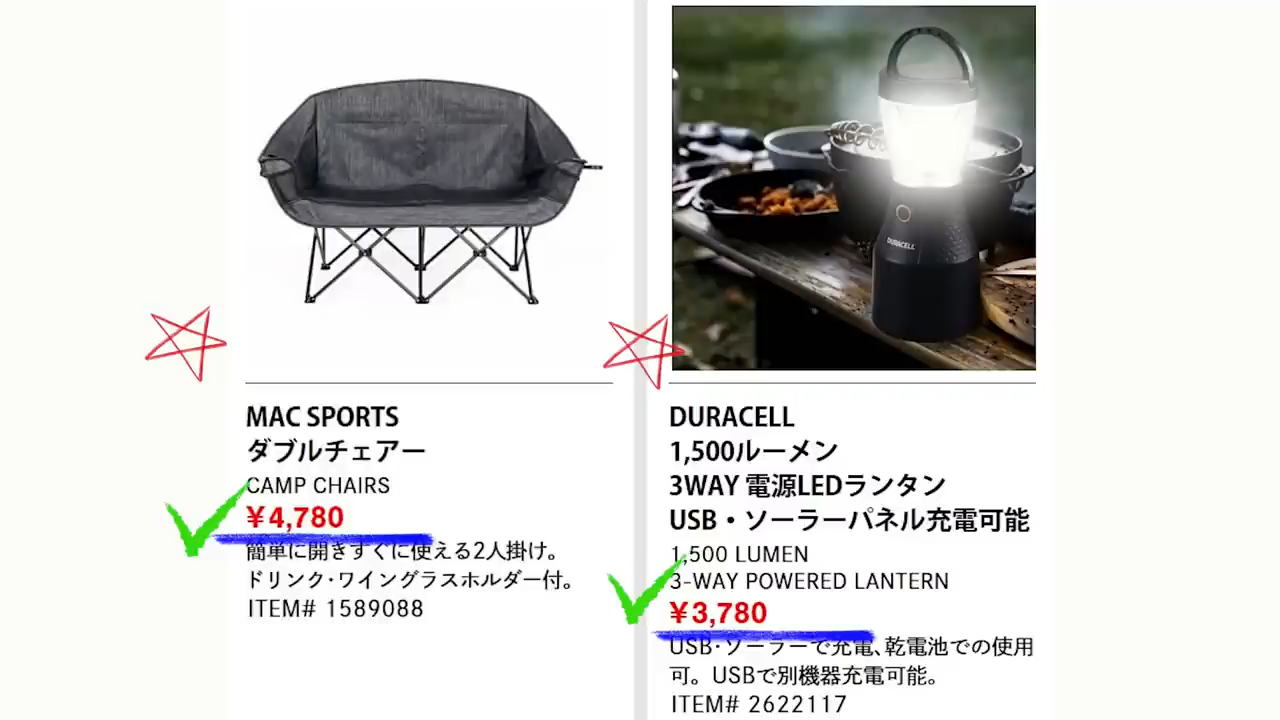 MAC SPORTS
ダブルチェアー
CAMP CHAIRS
￥4,780
簡単に開きすぐに使える2人掛け。
ドリンク･ワイングラスホルダー付。
ITEM# 1589088
DURACELL
DURACELL
1,500ルーメン
3WAY 電源LEDランタン
USB・ソーラーパネル充電可能
1,500 LUMEN
3-WAY POWERED LANTERN
￥3,780
USB･ソーラーで充電、乾電池での使用
可。USBで別機器充電可能。
ITEM# 2622117